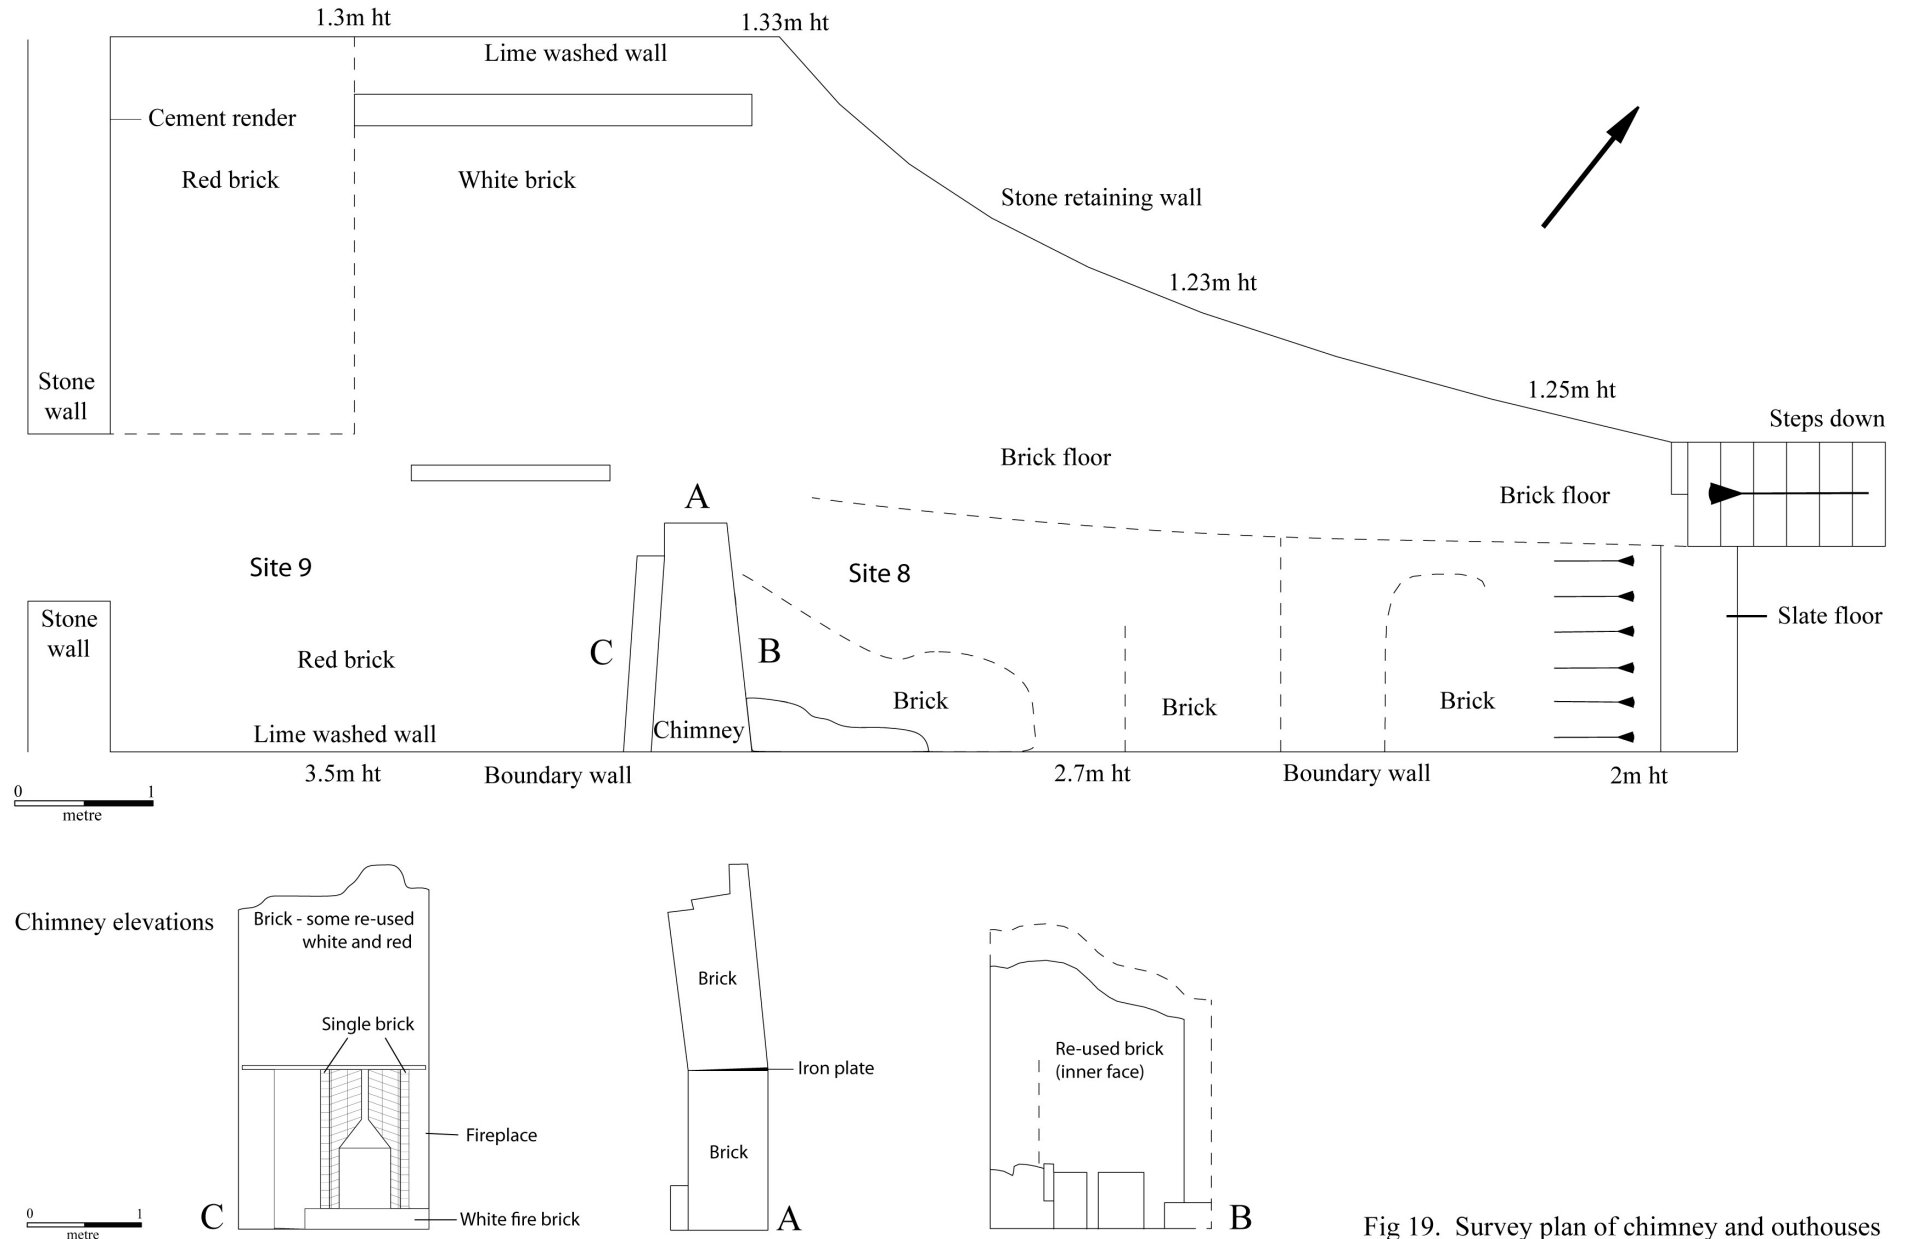 1.3m ht
1.33m ht
Lime washed wall
Cement render
Red brick
White brick
Stone retaining wall
1.23m ht
Stone
wall
1.25m ht
Steps down
Brick floor
Brick floor
A
Site 9
Site 8
Stone
wall
Slate floor
C
B
Red brick
Brick
Brick
Brick
Lime washed wall
Chimney
3.5m ht
Boundary wall
2.7m ht
Boundary wall
2m ht
0 1
metre
Chimney elevations
Brick - some re-used
white and red
Single brick
Fireplace
White fire brick
C
Brick
Iron plate
Brick
A
Re-used brick
(inner face)
B
0 1
metre
Fig 19. Survey plan of chimney and outhouses